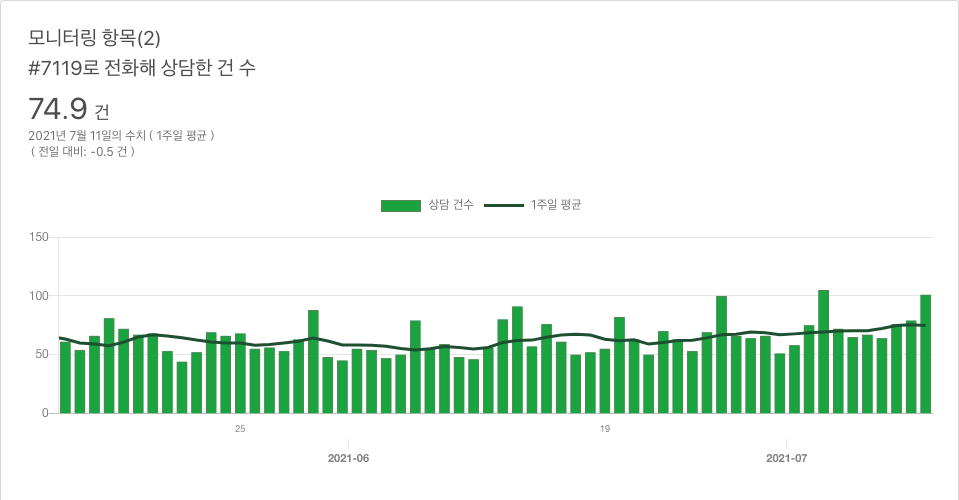 모니터링 항목(2)
#7119로 전화해 상담한 건 수
74.9 건
2021년 7월 11일의 수치 ( 1주일 평균 )
( 전일 대비: -0.5 건 )
상담 건수 1주일 평균
150
100
50
0
25 19
2021-06 2021-07